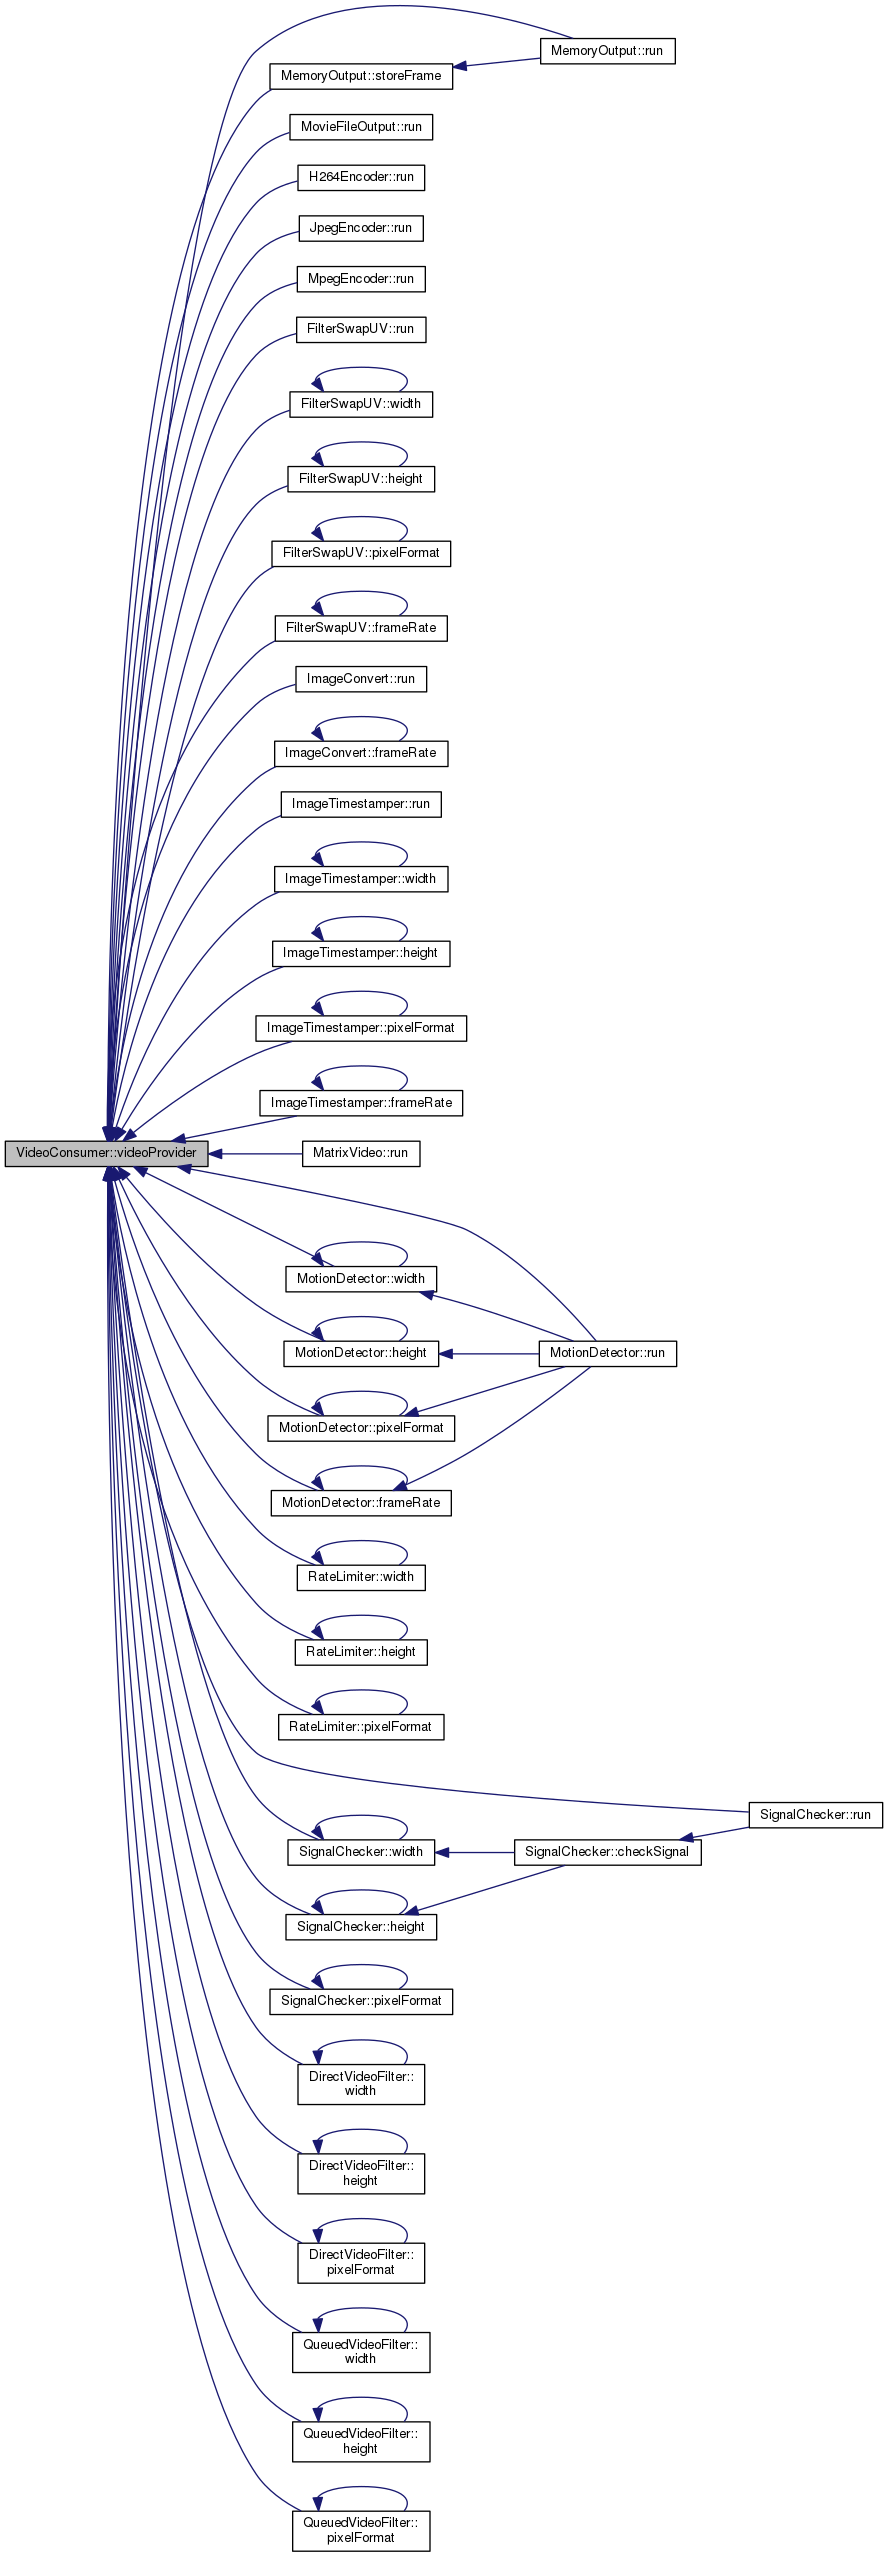 MemoryOutput::run
MemoryOutput::storeFrame
MovieFileOutput::run
H264Encoder::run
JpegEncoder::run
MpegEncoder::run
FilterSwapUV::run
FilterSwapUV::width
FilterSwapUV::height
FilterSwapUV::pixelFormat
FilterSwapUV::frameRate
ImageConvert::run
ImageConvert::frameRate
ImageTimestamper::run
ImageTimestamper::width
ImageTimestamper::height
ImageTimestamper::pixelFormat
ImageTimestamper::frameRate
VideoConsumer::videoProvider
MatrixVideo::run
MotionDetector::width
MotionDetector::height
MotionDetector::run
MotionDetector::pixelFormat
MotionDetector::frameRate
RateLimiter::width
RateLimiter::height
RateLimiter::pixelFormat
SignalChecker::run
SignalChecker::width
SignalChecker::checkSignal
SignalChecker::height
SignalChecker::pixelFormat
DirectVideoFilter::
width
DirectVideoFilter::
height
DirectVideoFilter::
pixelFormat
QueuedVideoFilter::
width
QueuedVideoFilter::
height
QueuedVideoFilter::
pixelFormat